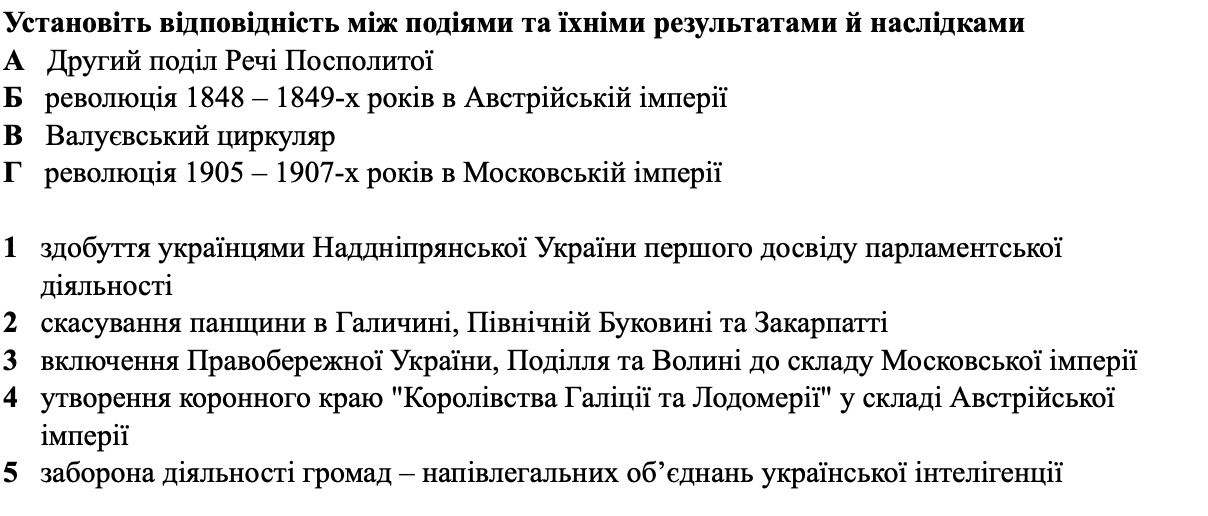 Установіть відповідність між подіями та їхніми результатами й наслідками
А Другий поділ Речі Посполитої
Б революція 1848 – 1849-х років в Австрійській імперії
В Валуєвський циркуляр
Г революція 1905 – 1907-х років в Московській імперії
1 здобуття українцями Наддніпрянської України першого досвіду парламентської
діяльності
2 скасування панщини в Галичині, Північній Буковині та Закарпатті
3 включення Правобережної України, Поділля та Волині до складу Московської імперії
4 утворення коронного краю "Королівства Галіції та Лодомерії" у складі Австрійської
імперії
5 заборона діяльності громад – напівлегальних об’єднань української інтелігенції